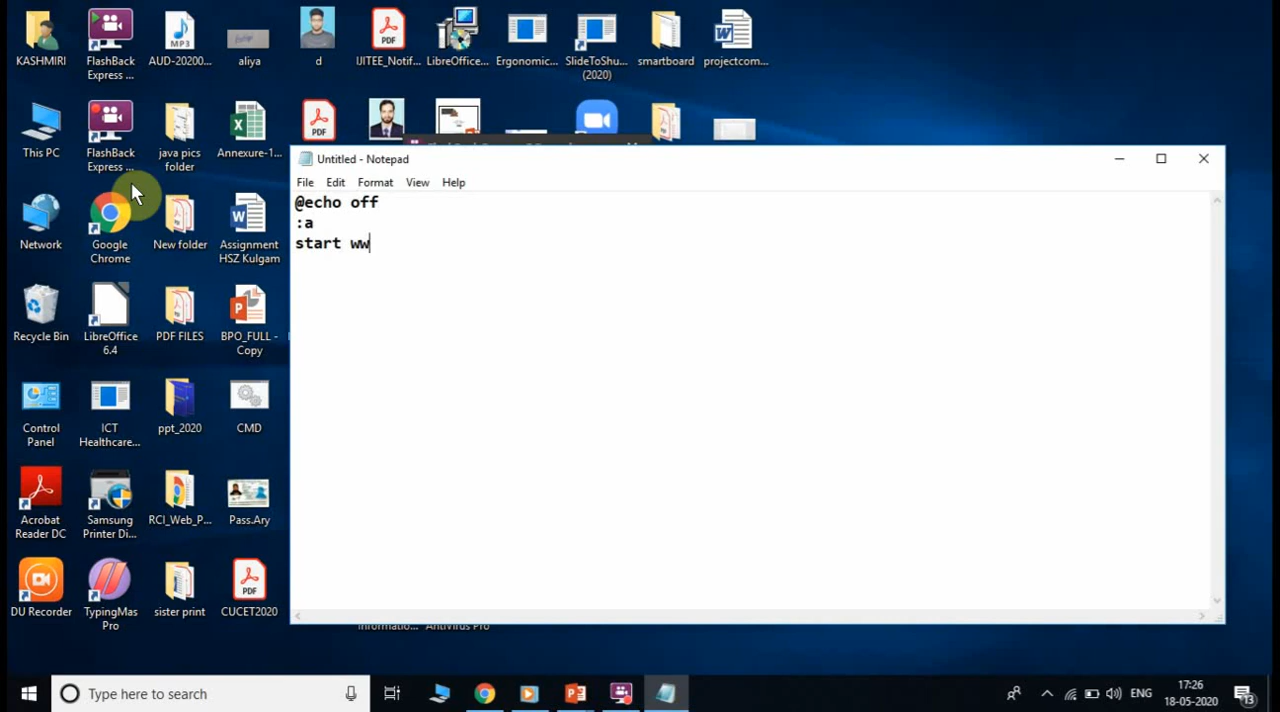 KASHMIRI
FlashBack Express ...
AUD-20200...
aliya
d
UITEE_Notif...
LibreOffice...
Ergonomic...
SlideToShu... (2020)
smartboard
projectcom...
This PC
FlashBack Express ...
java pics folder
Annexure-1...
Untitled - Notepad
File Edit Format View Help
@echo off
:a
start ww
Network
Google Chrome
New folder
Assignment HSZ Kulgam
Recycle Bin
LibreOffice 6.4
PDF FILES
BPO_FULL - Copy
Control Panel
ICT Healthcare...
ppt_2020
CMD
Acrobat Reader DC
Samsung Printer Di...
RCI_Web_P...
Pass.Ary
DU Recorder
TypingMas Pro
sister print
CUCET2020
Informatio...
AntiVirus Pro
Type here to search
ENG
17:26
18-05-2020
13